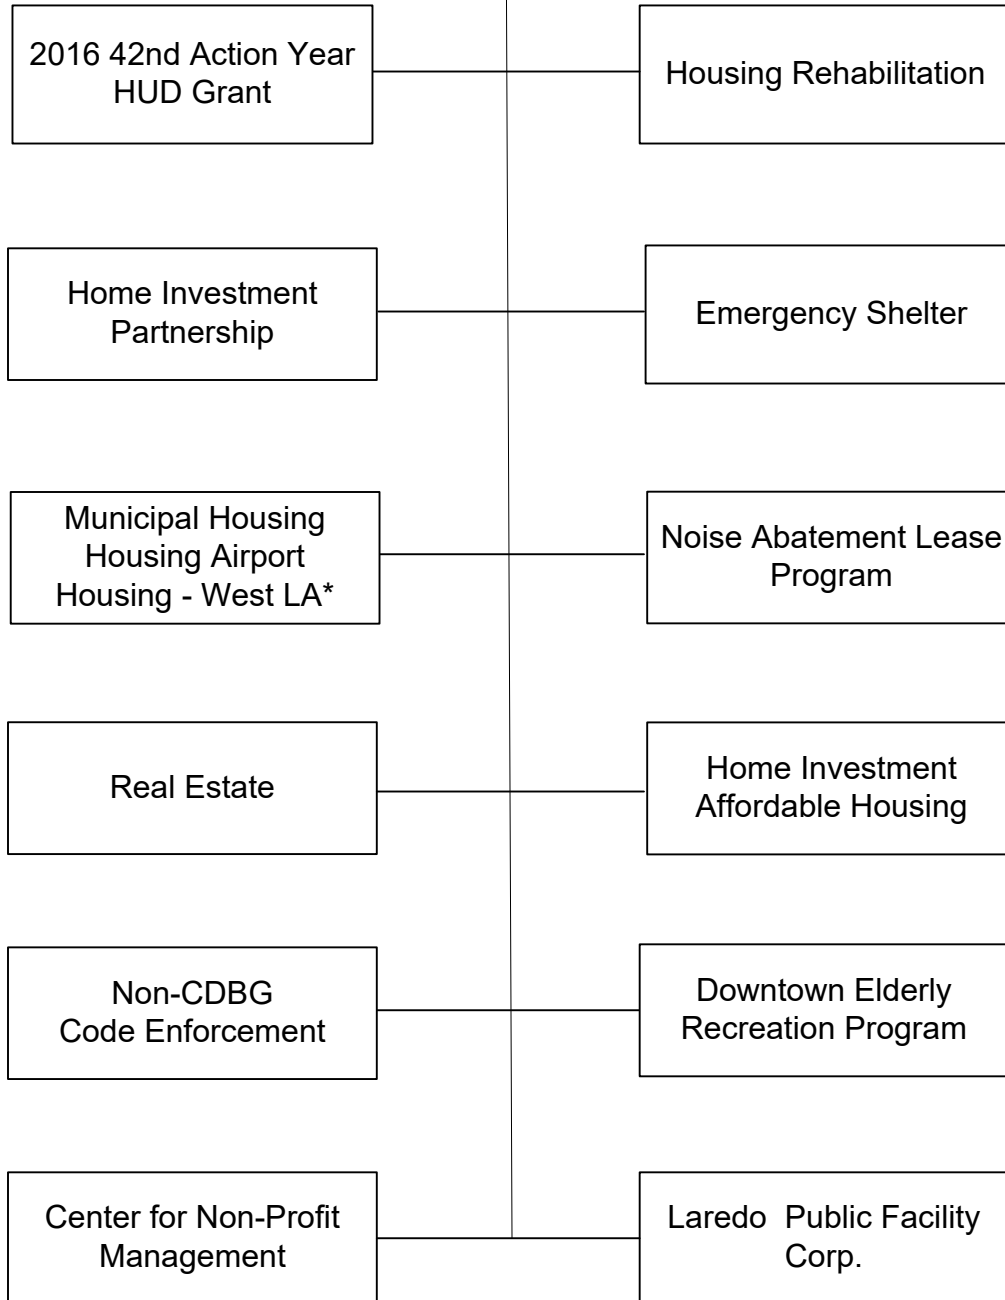 2016 42nd Action Year
HUD Grant
Housing Rehabilitation
Home Investment
Partnership
Emergency Shelter
Municipal Housing
Housing Airport
Housing - West LA*
Noise Abatement Lease
Program
Real Estate
Home Investment
Affordable Housing
Non-CDBG
Code Enforcement
Downtown Elderly
Recreation Program
Center for Non-Profit
Management
Laredo  Public Facility
Corp.